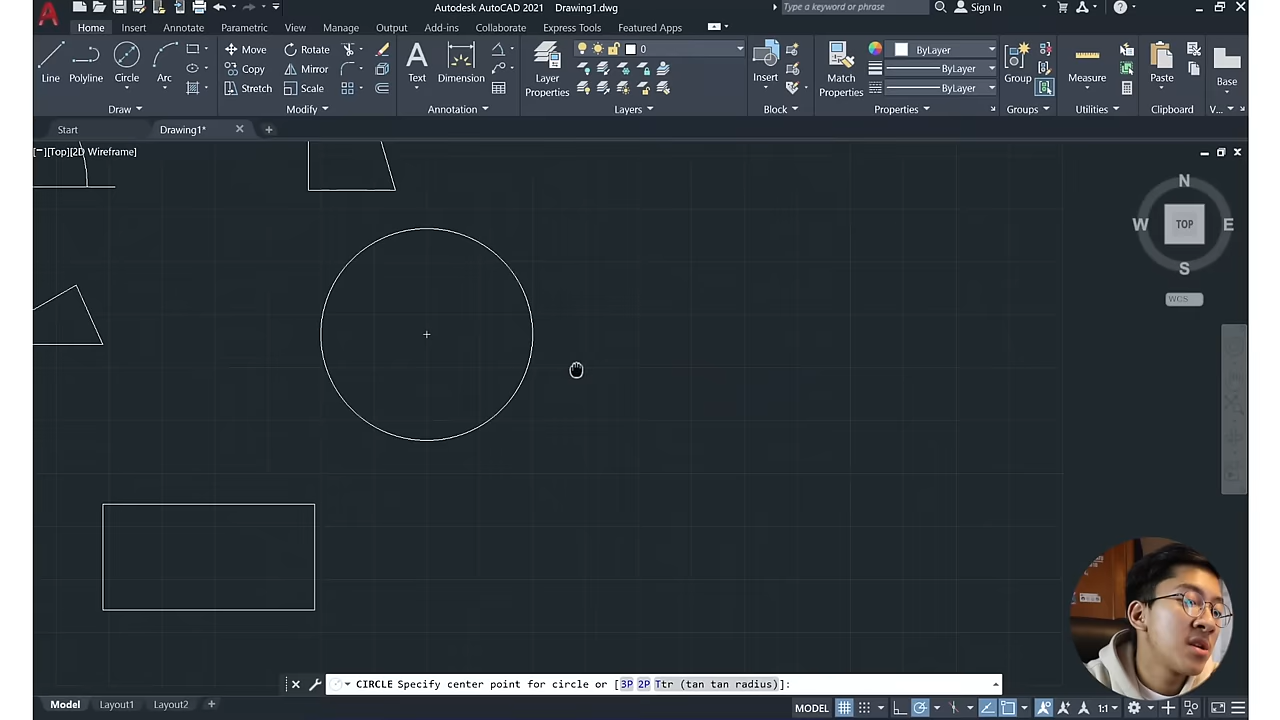 Autodesk AutoCAD 2021 Drawing1.dwg
Type a keyword or phrase
Sign In
Home Insert Annotate Parametric View Manage Output Add-ins Collaborate Express Tools Featured Apps
Line Polyline Circle Arc
Draw
Move Rotate
Copy Mirror
Stretch Scale
Modify
Text Dimension
Annotation
Layer
Properties
0
Layers
Insert
Block
Match
Properties
ByLayer
ByLayer
ByLayer
Properties
Group
Groups
Measure
Utilities
Paste
Clipboard
Base
V...
Start Drawing1*
[−][Top][2D Wireframe]
N
W TOP E
S
WCS
CIRCLE Specify center point for circle or [3P 2P Ttr (tan tan radius)]:
Model Layout1 Layout2
MODEL 1:1